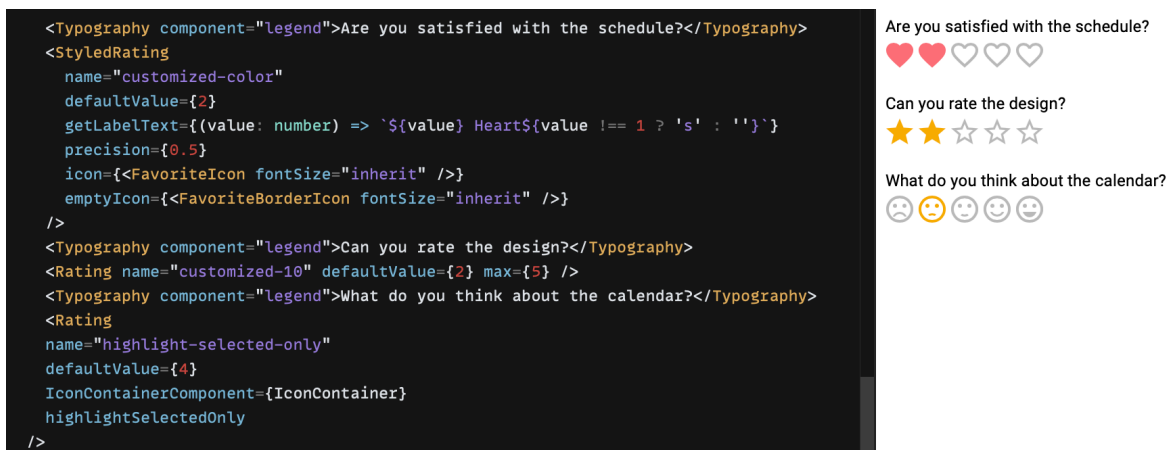 <Typography component="legend">Are you satisfied with the schedule?</Typography>
<StyledRating
name="customized-color"
defaultValue={2}
getLabelText={(value: number) => `${value} Heart${value !== 1 ? 's' : ''}`}
precision={0.5}
icon={<FavoriteIcon fontSize="inherit" />}
emptyIcon={<FavoriteBorderIcon fontSize="inherit" />}
/>
<Typography component="legend">Can you rate the design?</Typography>
<Rating name="customized-10" defaultValue={2} max={5} />
<Typography component="legend">What do you think about the calendar?</Typography>
<Rating
name="highlight-selected-only"
defaultValue={4}
IconContainerComponent={IconContainer}
highlightSelectedOnly
/>
Are you satisfied with the schedule?
Can you rate the design?
What do you think about the calendar?